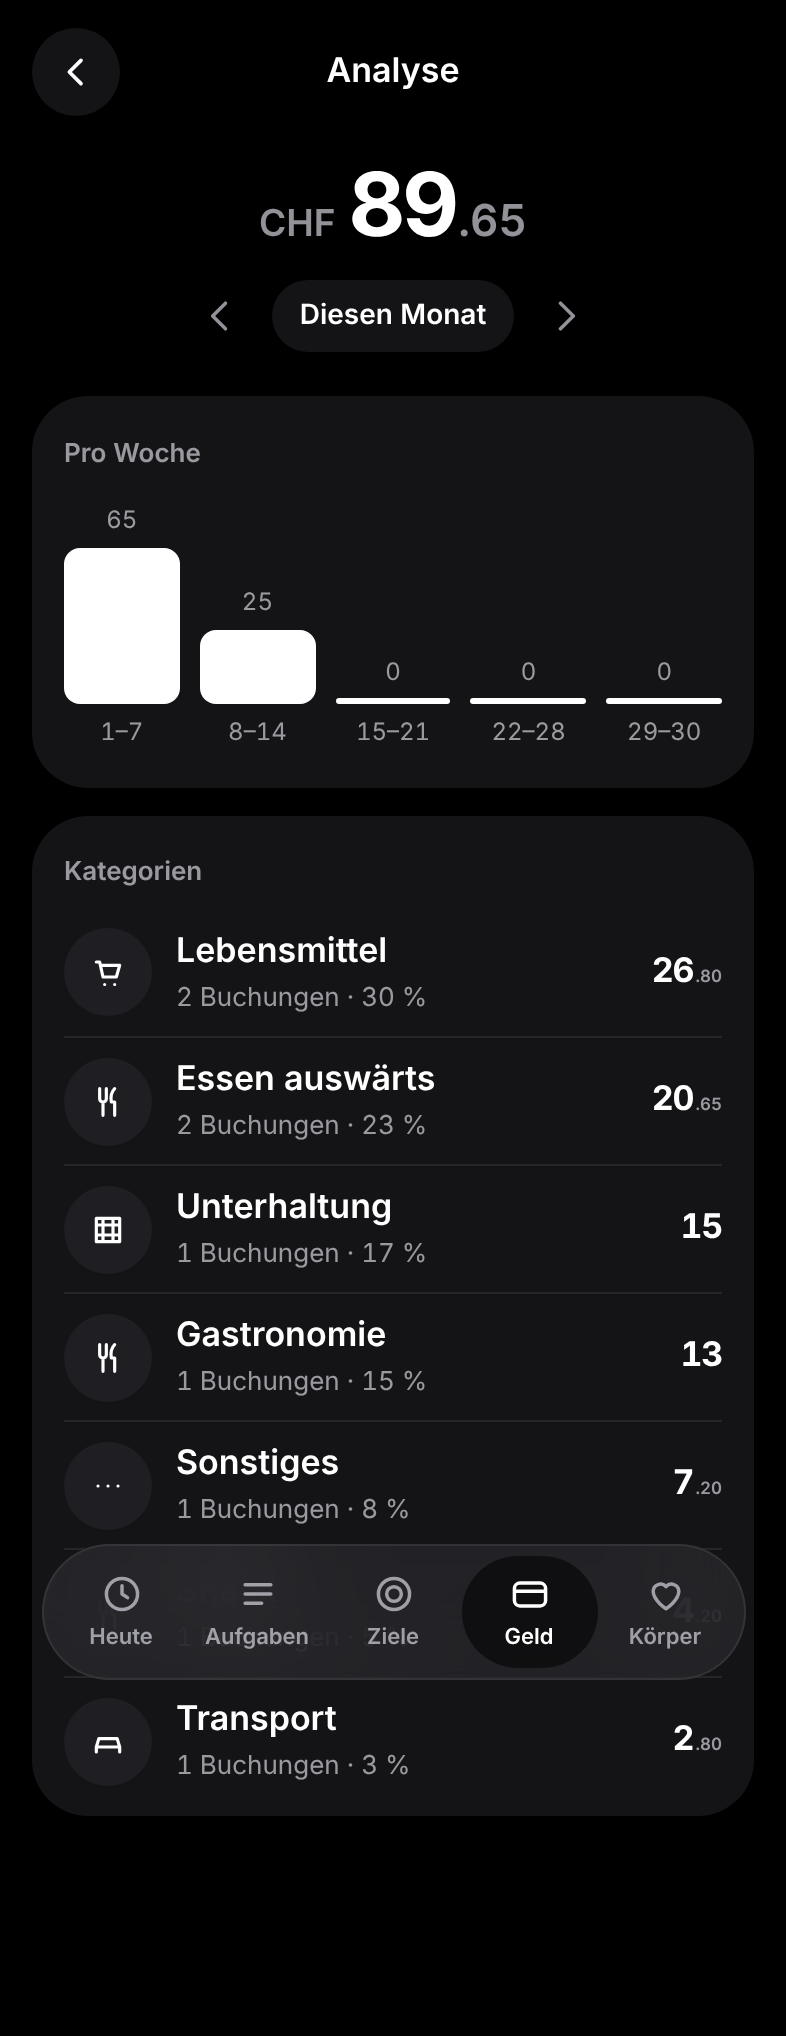 Analyse
CHF 89.65
Diesen Monat
Pro Woche
65
25
0
0
0
1–7
8–14
15–21
22–28
29–30
Kategorien
Lebensmittel
2 Buchungen · 30 %
26.80
Essen auswärts
2 Buchungen · 23 %
20.65
Unterhaltung
1 Buchungen · 17 %
15
Gastronomie
1 Buchungen · 15 %
13
Sonstiges
1 Buchungen · 8 %
7.20
4.20
Heute
Aufgaben
Ziele
Geld
Körper
Transport
1 Buchungen · 3 %
2.80